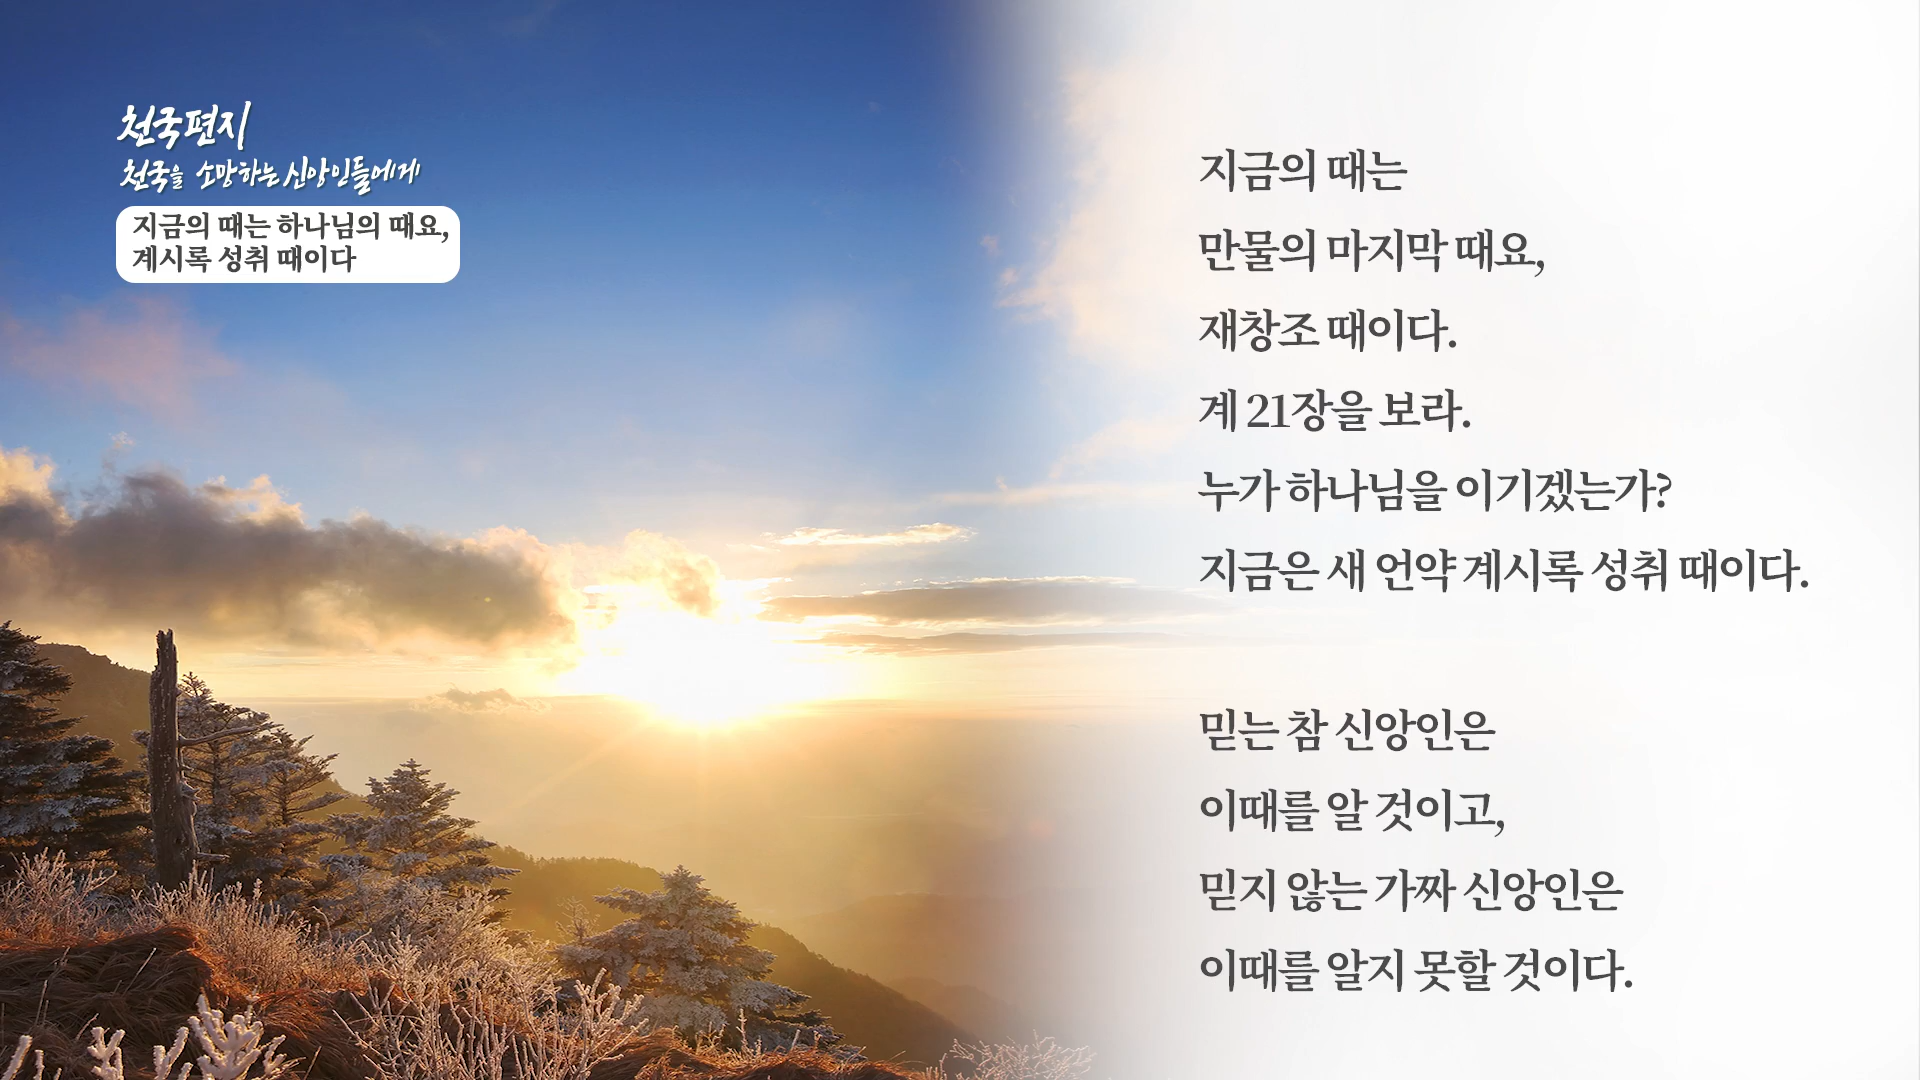 천국편지
천국을 소망하는 신앙인들에게
지금의 때는 하나님의 때요,
계시록 성취 때이다
지금의 때는
만물의 마지막 때요,
재창조 때이다.
계 21장을 보라.
누가 하나님을 이기겠는가?
지금은 새 언약 계시록 성취 때이다.
믿는 참 신앙인은
이때를 알 것이고,
믿지 않는 가짜 신앙인은
이때를 알지 못할 것이다.